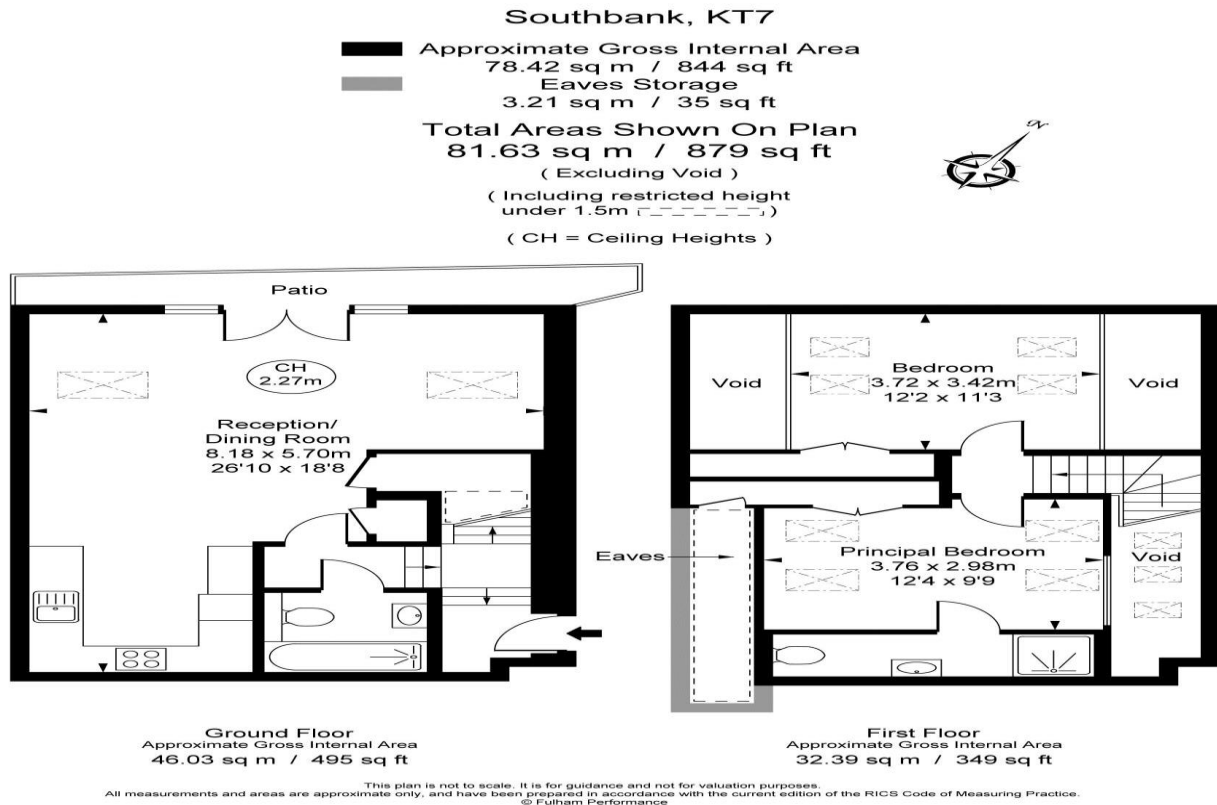 Southbank, KT7
Approximate Gross Internal Area
78.42 sq m / 844 sq ft
Eaves Storage
3.21 sq m / 35 sq ft
Total Areas Shown On Plan
81.63 sq m / 879 sq ft
( Excluding Void )
( Including restricted height
under 1.5m )
( CH = Ceiling Heights )
N
Patio
CH
2.27m
Reception/
Dining Room
8.18 x 5.70m
26'10 x 18'8
Void
Bedroom
3.72 x 3.42m
12'2 x 11'3
Void
Eaves
Principal Bedroom
3.76 x 2.98m
12'4 x 9'9
Void
Ground Floor
Approximate Gross Internal Area
46.03 sq m / 495 sq ft
First Floor
Approximate Gross Internal Area
32.39 sq m / 349 sq ft
This plan is not to scale. It is for guidance and not for valuation purposes.
All measurements and areas are approximate only, and have been prepared in accordance with the current edition of the RICS Code of Measuring Practice.
© Fulham Performance